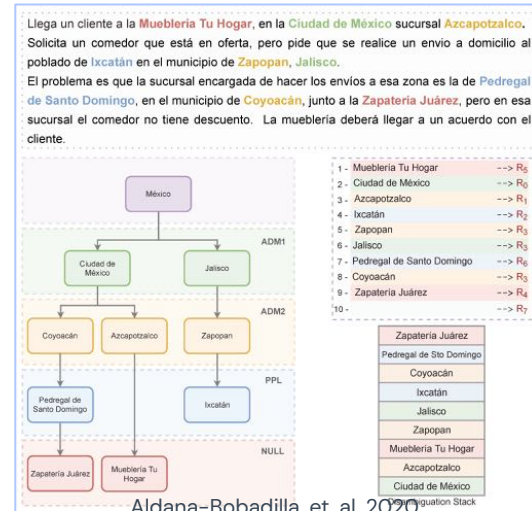 Llega un cliente a la Mueblería Tu Hogar, en la Ciudad de México sucursal Azcapotzalco.
Solicita un comedor que está en oferta, pero pide que se realice un envio a domicilio al
poblado de Ixcatán en el municipio de Zapopan, Jalisco.
El problema es que la sucursal encargada de hacer los envíos a esa zona es la de Pedregal
de Santo Domingo, en el municipio de Coyoacán, junto a la Zapatería Juárez, pero en esa
sucursal el comedor no tiene descuento. La mueblería deberá llegar a un acuerdo con el
cliente.
México
ADM1
Ciudad de
México
Jalisco
ADM2
Coyoacán
Azcapotzalco
Zapopan
PPL
Pedregal de
Santo Domingo
Ixcatán
NULL
Zapatería Juárez
Mueblería Tu
Hogar
1 - Mueblería Tu Hogar --> R5
2 - Ciudad de México --> R0
3 - Azcapotzalco --> R1
4 - Ixcatán --> R2
5 - Zapopan --> R3
6 - Jalisco --> R3
7 - Pedregal de Santo Domingo --> R6
8 - Coyoacán --> R3
9 - Zapatería Juárez --> R4
10 - --> R7
Zapatería Juárez
Pedregal de Sto Domingo
Coyoacán
Ixcatán
Jalisco
Zapopan
Mueblería Tu Hogar
Azcapotzalco
Ciudad de México
Disambiguation Stack
Aldana-Bobadilla et. al 2020